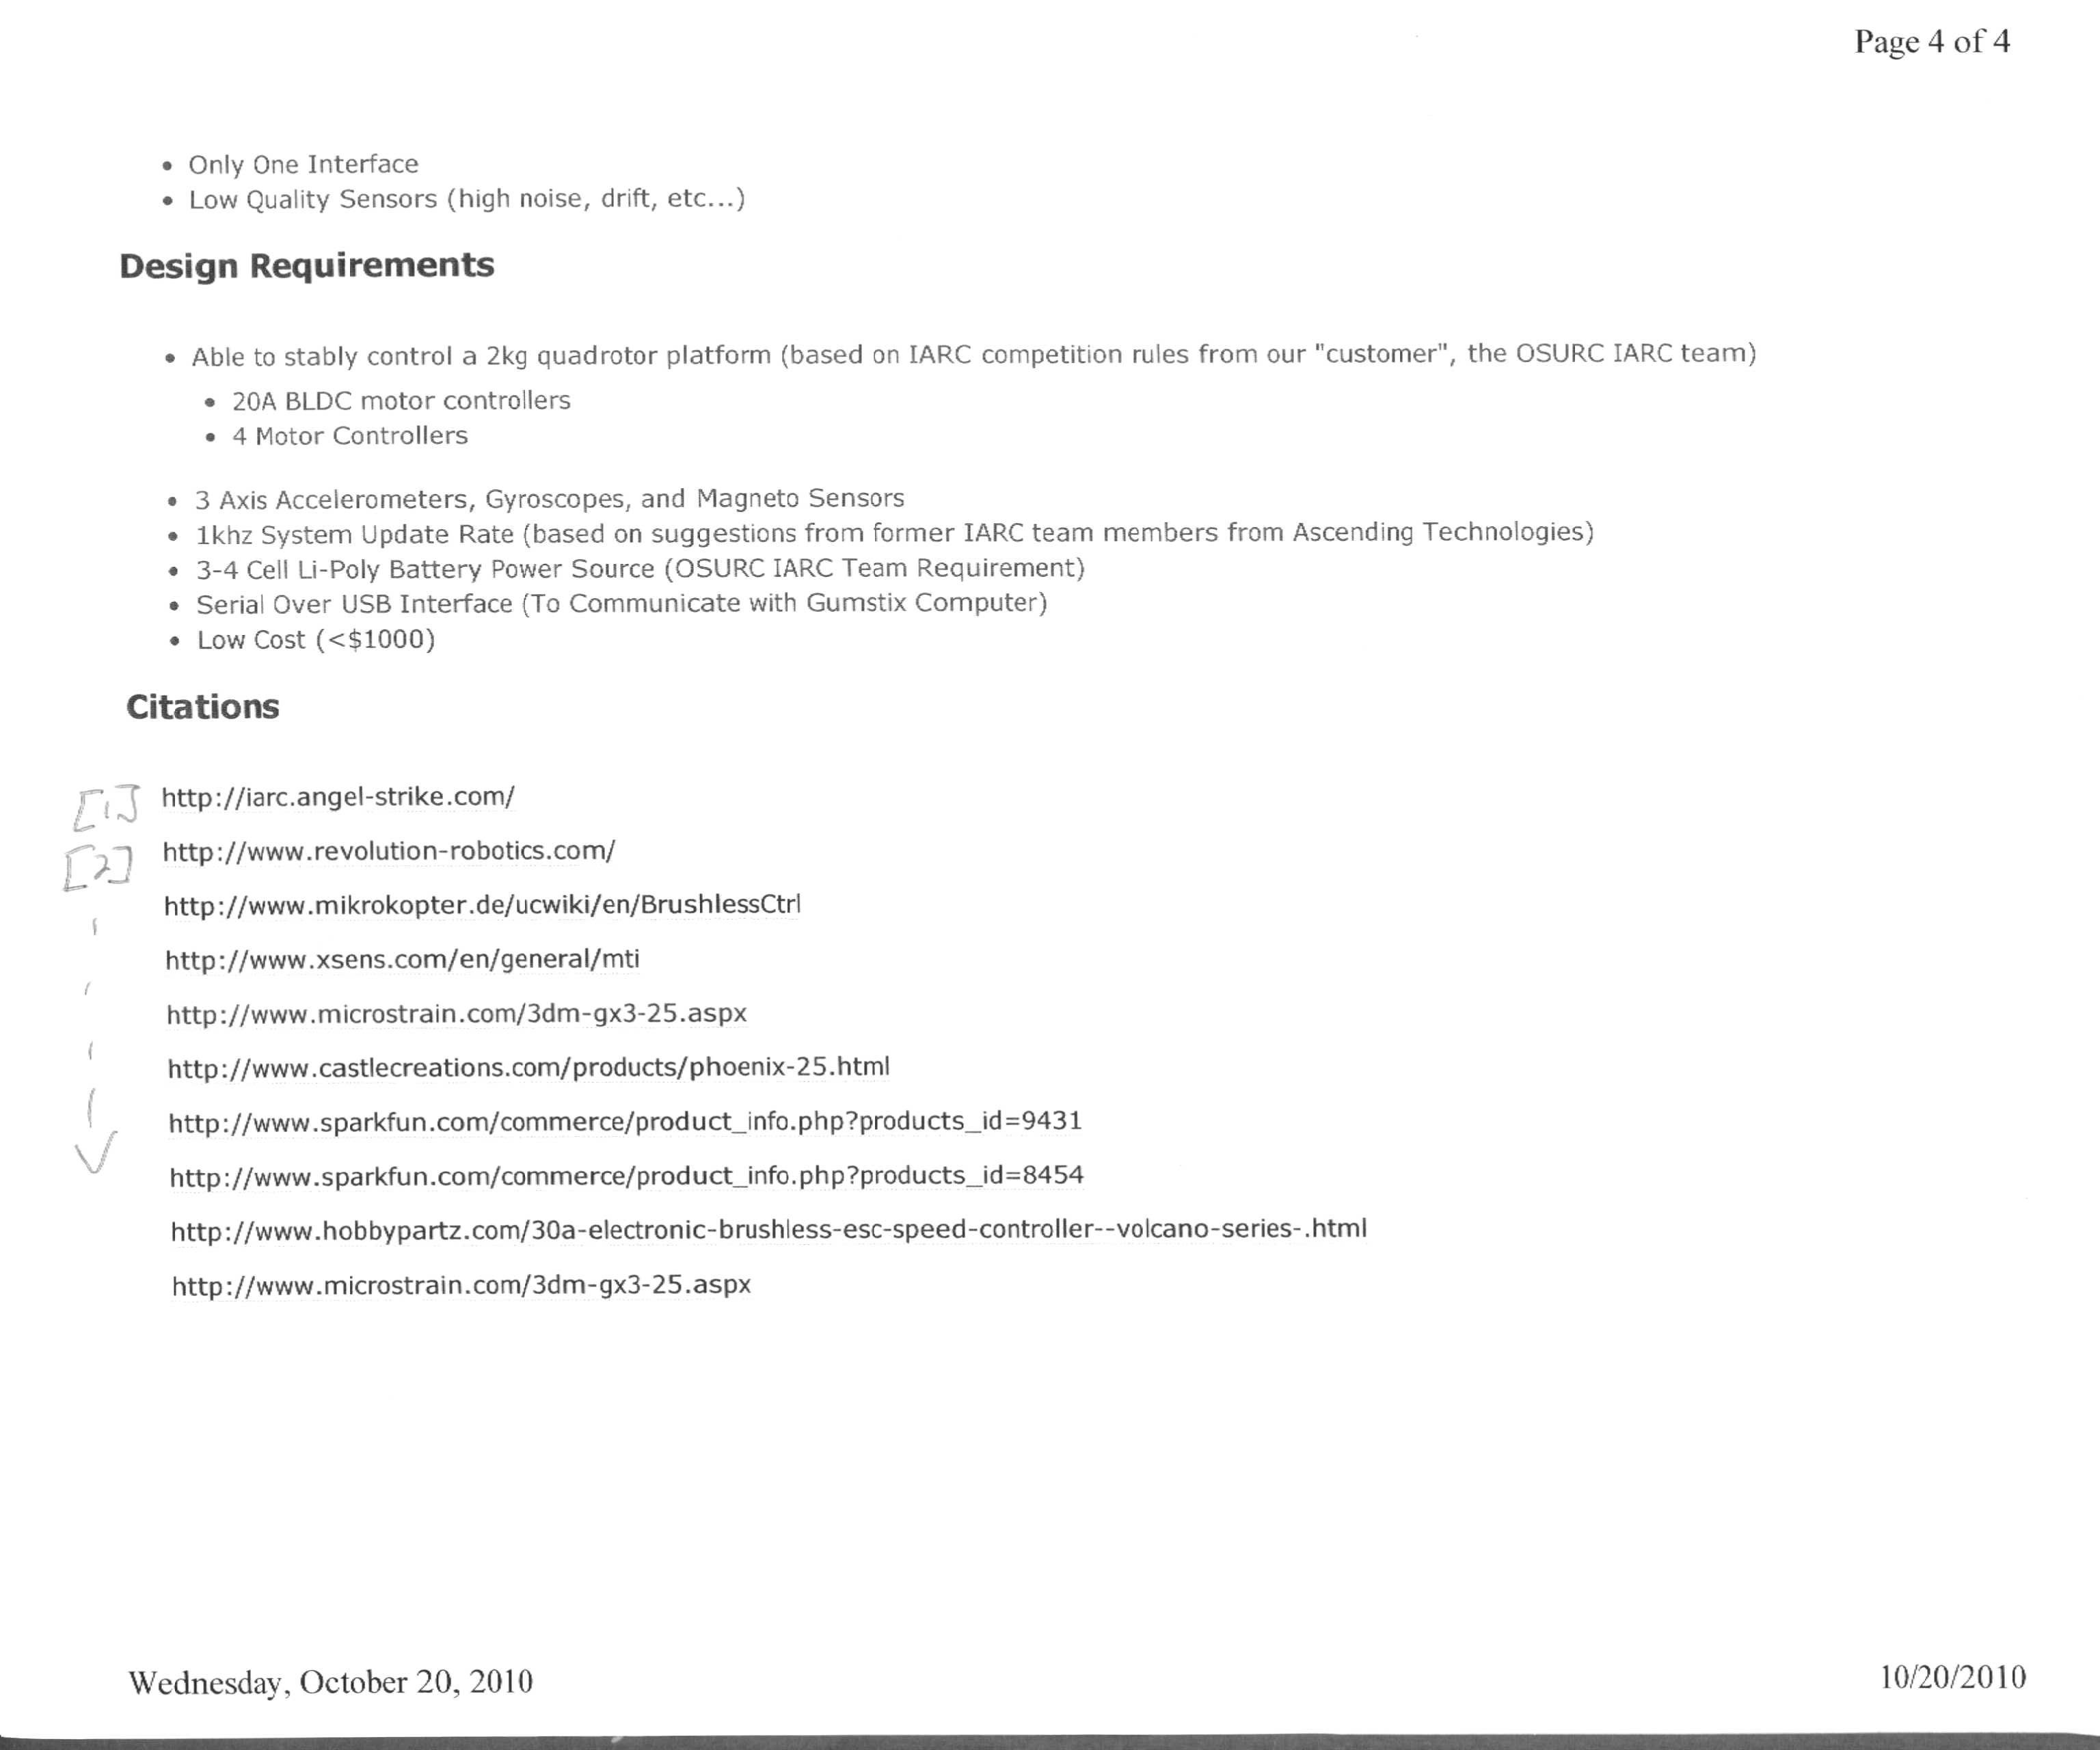 Page 4 of 4
• Only One Interface
• Low Quality Sensors (high noise, drift, etc...)
Design Requirements
• Able to stably control a 2kg quadrotor platform (based on IARC competition rules from our "customer", the OSURC IARC team)
• 20A BLDC motor controllers
• 4 Motor Controllers
• 3 Axis Accelerometers, Gyroscopes, and Magneto Sensors
• 1khz System Update Rate (based on suggestions from former IARC team members from Ascending Technologies)
• 3-4 Cell Li-Poly Battery Power Source (OSURC IARC Team Requirement)
• Serial Over USB Interface (To Communicate with Gumstix Computer)
• Low Cost (<$1000)
Citations
[1] http://iarc.angel-strike.com/
[2] http://www.revolution-robotics.com/
http://www.mikrokopter.de/ucwiki/en/BrushlessCtrl
http://www.xsens.com/en/general/mti
http://www.microstrain.com/3dm-gx3-25.aspx
http://www.castlecreations.com/products/phoenix-25.html
http://www.sparkfun.com/commerce/product_info.php?products_id=9431
http://www.sparkfun.com/commerce/product_info.php?products_id=8454
http://www.hobbypartz.com/30a-electronic-brushless-esc-speed-controller--volcano-series-.html
http://www.microstrain.com/3dm-gx3-25.aspx
Wednesday, October 20, 2010
10/20/2010